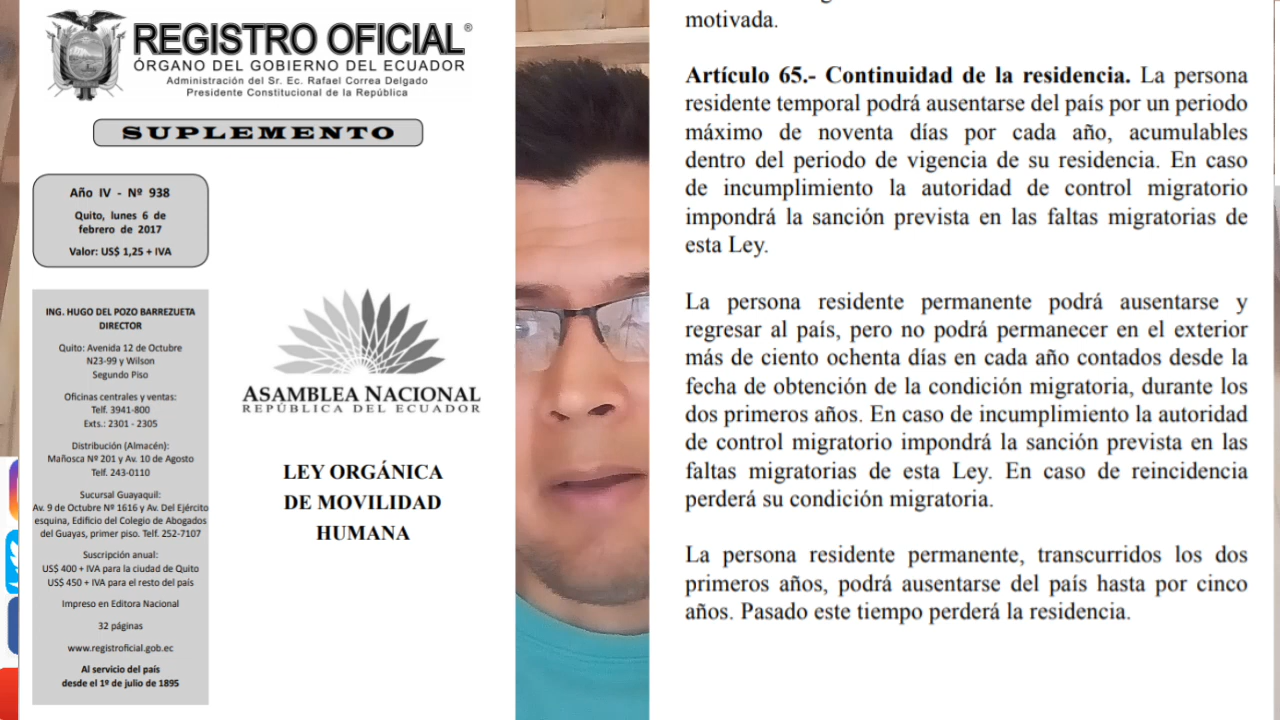 REGISTRO OFICIAL®
ÓRGANO DEL GOBIERNO DEL ECUADOR
Administración del Sr. Ec. Rafael Correa Delgado
Presidente Constitucional de la República
SUPLEMENTO
Año IV - Nº 938
Quito, lunes 6 de
febrero de 2017
Valor: US$ 1,25 + IVA
ING. HUGO DEL POZO BARREZUETA
DIRECTOR
Quito: Avenida 12 de Octubre
N23-99 y Wilson
Segundo Piso
Oficinas centrales y ventas:
Telf. 3941-800
Exts.: 2301 - 2305
Distribución (Almacén):
Mañosca Nº 201 y Av. 10 de Agosto
Telf. 243-0110
Sucursal Guayaquil:
Av. 9 de Octubre Nº 1616 y Av. Del Ejército
esquina, Edificio del Colegio de Abogados
del Guayas, primer piso. Telf. 252-7107
Suscripción anual:
US$ 400 + IVA para la ciudad de Quito
US$ 450 + IVA para el resto del país
Impreso en Editora Nacional
32 páginas
www.registroficial.gob.ec
Al servicio del país
desde el 1º de julio de 1895
ASAMBLEA NACIONAL
REPÚBLICA DEL ECUADOR
LEY ORGÁNICA
DE MOVILIDAD
HUMANA
motivada.
Artículo 65.- Continuidad de la residencia. La persona
residente temporal podrá ausentarse del país por un periodo
máximo de noventa días por cada año, acumulables
dentro del periodo de vigencia de su residencia. En caso
de incumplimiento la autoridad de control migratorio
impondrá la sanción prevista en las faltas migratorias de
esta Ley.
La persona residente permanente podrá ausentarse y
regresar al país, pero no podrá permanecer en el exterior
más de ciento ochenta días en cada año contados desde la
fecha de obtención de la condición migratoria, durante los
dos primeros años. En caso de incumplimiento la autoridad
de control migratorio impondrá la sanción prevista en las
faltas migratorias de esta Ley. En caso de reincidencia
perderá su condición migratoria.
La persona residente permanente, transcurridos los dos
primeros años, podrá ausentarse del país hasta por cinco
años. Pasado este tiempo perderá la residencia.